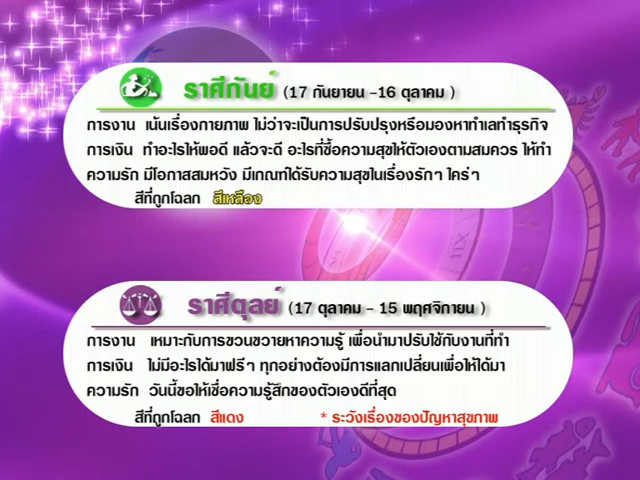 ราศีกันย์ (17 กันยายน -16 ตุลาคม )
การงาน เน้นเรื่องกายภาพ ไม่ว่าจะเป็นการปรับปรุงหรือมองหาทำเลทำธุรกิจ
การเงิน ทำอะไรให้พอดี แล้วจะดี อะไรที่ซื้อความสุขให้ตัวเองตามสมควร ให้ทำ
ความรัก มีโอกาสสมหวัง มีเกณฑ์ได้รับความสุขในเรื่องรักๆ ใคร่ๆ
สีที่ถูกโฉลก สีเหลือง
ราศีตุลย์ (17 ตุลาคม - 15 พฤศจิกายน )
การงาน เหมาะกับการขวนขวายหาความรู้ เพื่อนำมาปรับใช้กับงานที่ทำ
การเงิน ไม่มีอะไรได้มาฟรีๆ ทุกอย่างต้องมีการแลกเปลี่ยนเพื่อให้ได้มา
ความรัก วันนี้ขอให้เชื่อความรู้สึกของตัวเองดีที่สุด
สีที่ถูกโฉลก สีแดง * ระวังเรื่องของปัญหาสุขภาพ